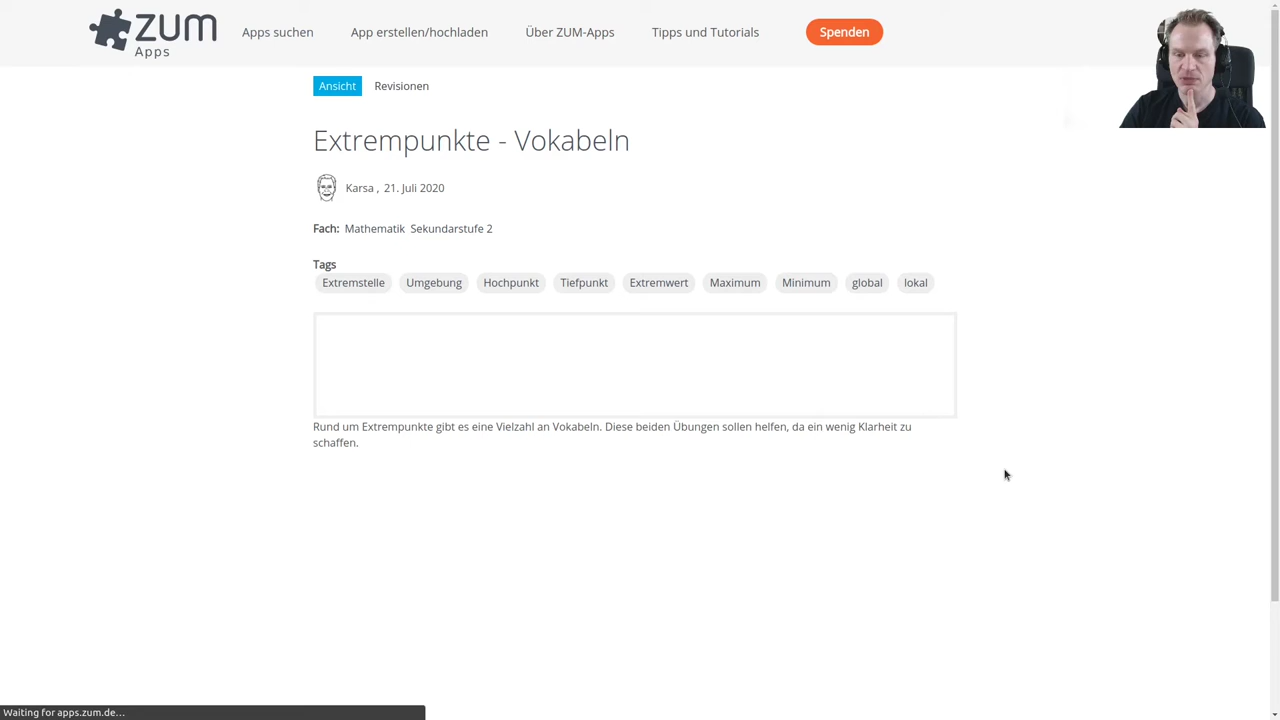 ZUM
Apps
Apps suchen
App erstellen/hochladen
Über ZUM-Apps
Tipps und Tutorials
Spenden
Ansicht
Revisionen
Extrempunkte - Vokabeln
Karsa , 21. Juli 2020
Fach: Mathematik Sekundarstufe 2
Tags
Extremstelle Umgebung Hochpunkt Tiefpunkt Extremwert Maximum Minimum global lokal
Rund um Extrempunkte gibt es eine Vielzahl an Vokabeln. Diese beiden Übungen sollen helfen, da ein wenig Klarheit zu
schaffen.
Waiting for apps.zum.de...